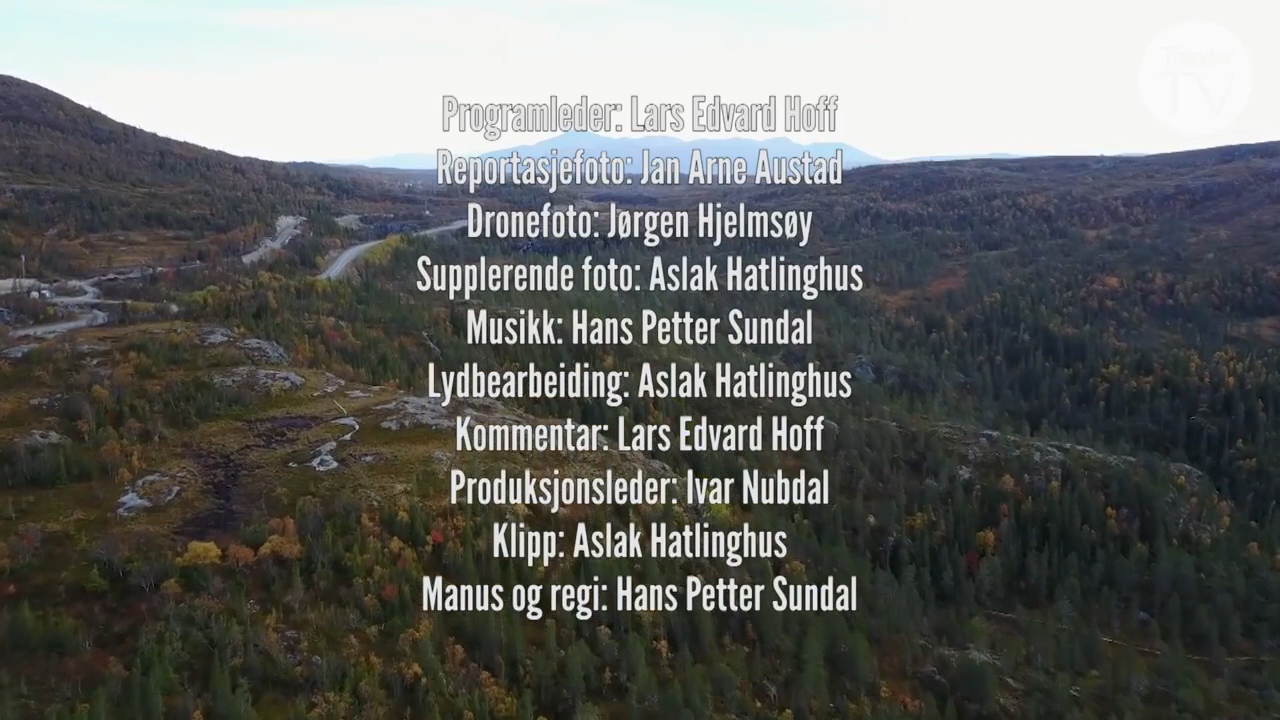 TrønderTV
Programleder: Lars Edvard Hoff
Reportasjefoto: Jan Arne Austad
Dronefoto: Jørgen Hjelmsøy
Supplerende foto: Aslak Hatlinghus
Musikk: Hans Petter Sundal
Lydbearbeiding: Aslak Hatlinghus
Kommentar: Lars Edvard Hoff
Produksjonsleder: Ivar Nubdal
Klipp: Aslak Hatlinghus
Manus og regi: Hans Petter Sundal